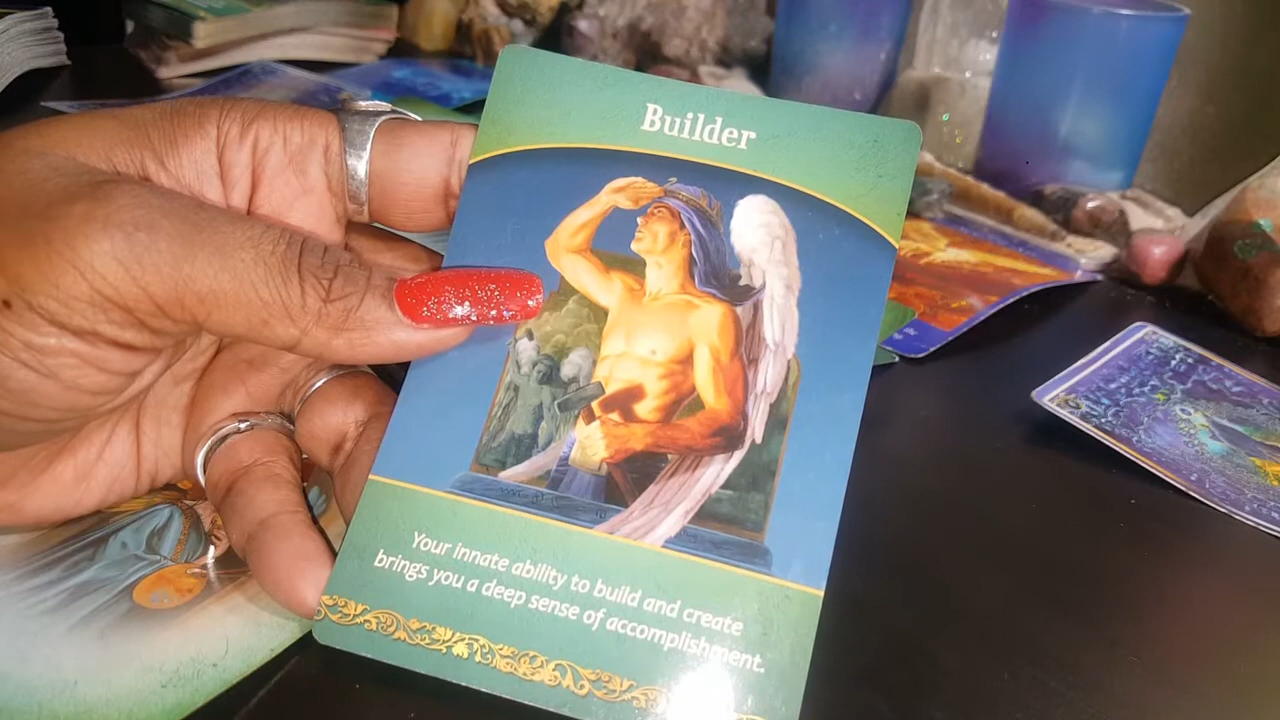 Builder
Your innate ability to build and create
brings you a deep sense of accomplishment.